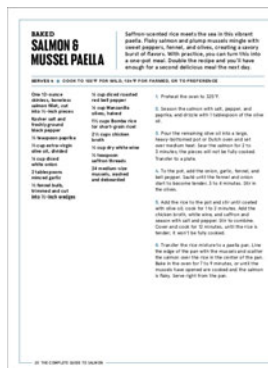 BAKED
SALMON &
MUSSEL PAELLA
Saffron-scented rice meets the sea in this vibrant
paella. Flaky salmon and plump mussels mingle with
sweet peppers, fennel, and olives, creating a savory
burst of flavors. With practice, you can turn this into
a one-pot meal. Double the recipe and you'll have
enough for a second delicious meal the next day.
SERVES 4 COOK TO 120°F FOR WILD, 125°F FOR FARMED, OR TO PREFERENCE
One 10-ounce
skinless, boneless
salmon fillet, cut
into ½-inch pieces
Kosher salt and
freshly ground
black pepper
½ teaspoon paprika
¼ cup extra-virgin
olive oil, divided
½ cup diced
white onion
2 tablespoons
minced garlic
½ fennel bulb,
trimmed and cut
into ½-inch wedges
½ cup diced roasted
red bell pepper
½ cup Manzanilla
olives, halved
1½ cups Bomba rice
(or short-grain rice)
2½ cups chicken
broth
½ cup dry white wine
½ teaspoon
saffron threads
20 medium-size
mussels, washed
and debearded
1. Preheat the oven to 325°F.
2. Season the salmon with salt, pepper, and
paprika, and drizzle with 1 tablespoon of the olive
oil.
3. Pour the remaining olive oil into a large,
heavy-bottomed pan or Dutch oven and set
over medium heat. Sear the salmon for 2 to
3 minutes; the pieces will not be fully cooked.
Transfer to a plate.
4. To the pot, add the onion, garlic, fennel, and
bell pepper. Sauté until the fennel and onion
start to become tender, 2 to 4 minutes. Stir in
the olives.
5. Add the rice to the pot and stir until coated
with olive oil; cook for 1 to 2 minutes. Add the
chicken broth, white wine, and saffron and
season with salt and pepper. Stir to combine.
Cover and cook for 12 minutes, until the rice is
tender. It won't be fully cooked.
6. Transfer the rice mixture to a paella pan. Line
the edge of the pan with the mussels and scatter
the salmon over the rice in the center of the pan.
Bake in the oven for 7 to 9 minutes, or until the
mussels have opened and cooked and the salmon
is flaky. Serve right from the pan.
THE COMPLETE GUIDE TO SALMON